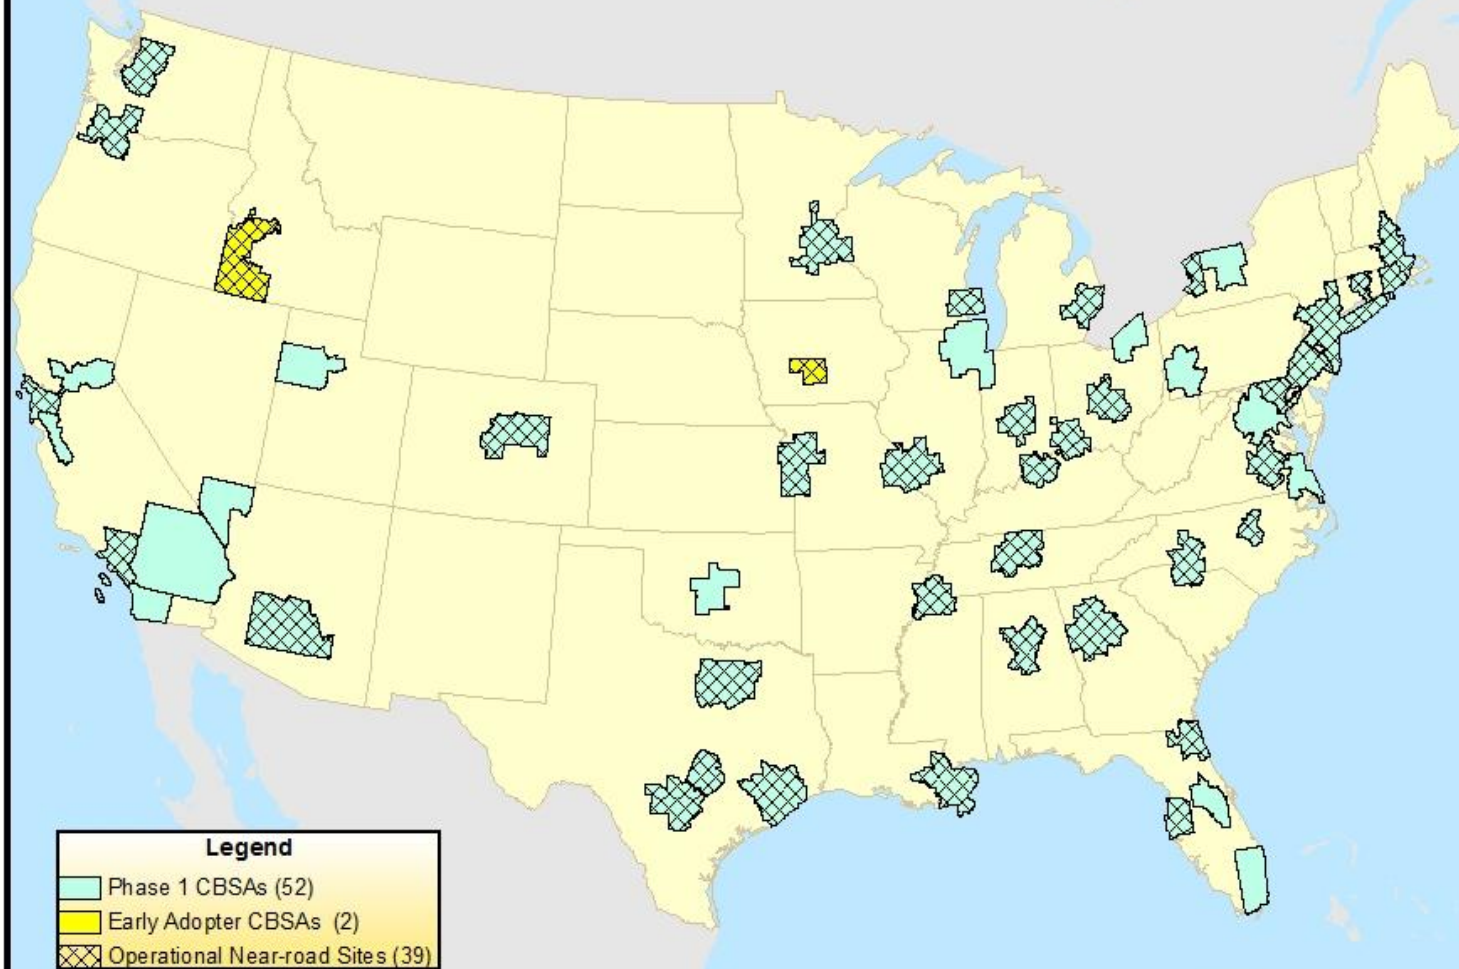 Legend
Phase 1 CBSAs (52)
Early Adopter CBSAs (2)
Operational Near-road Sites (39)